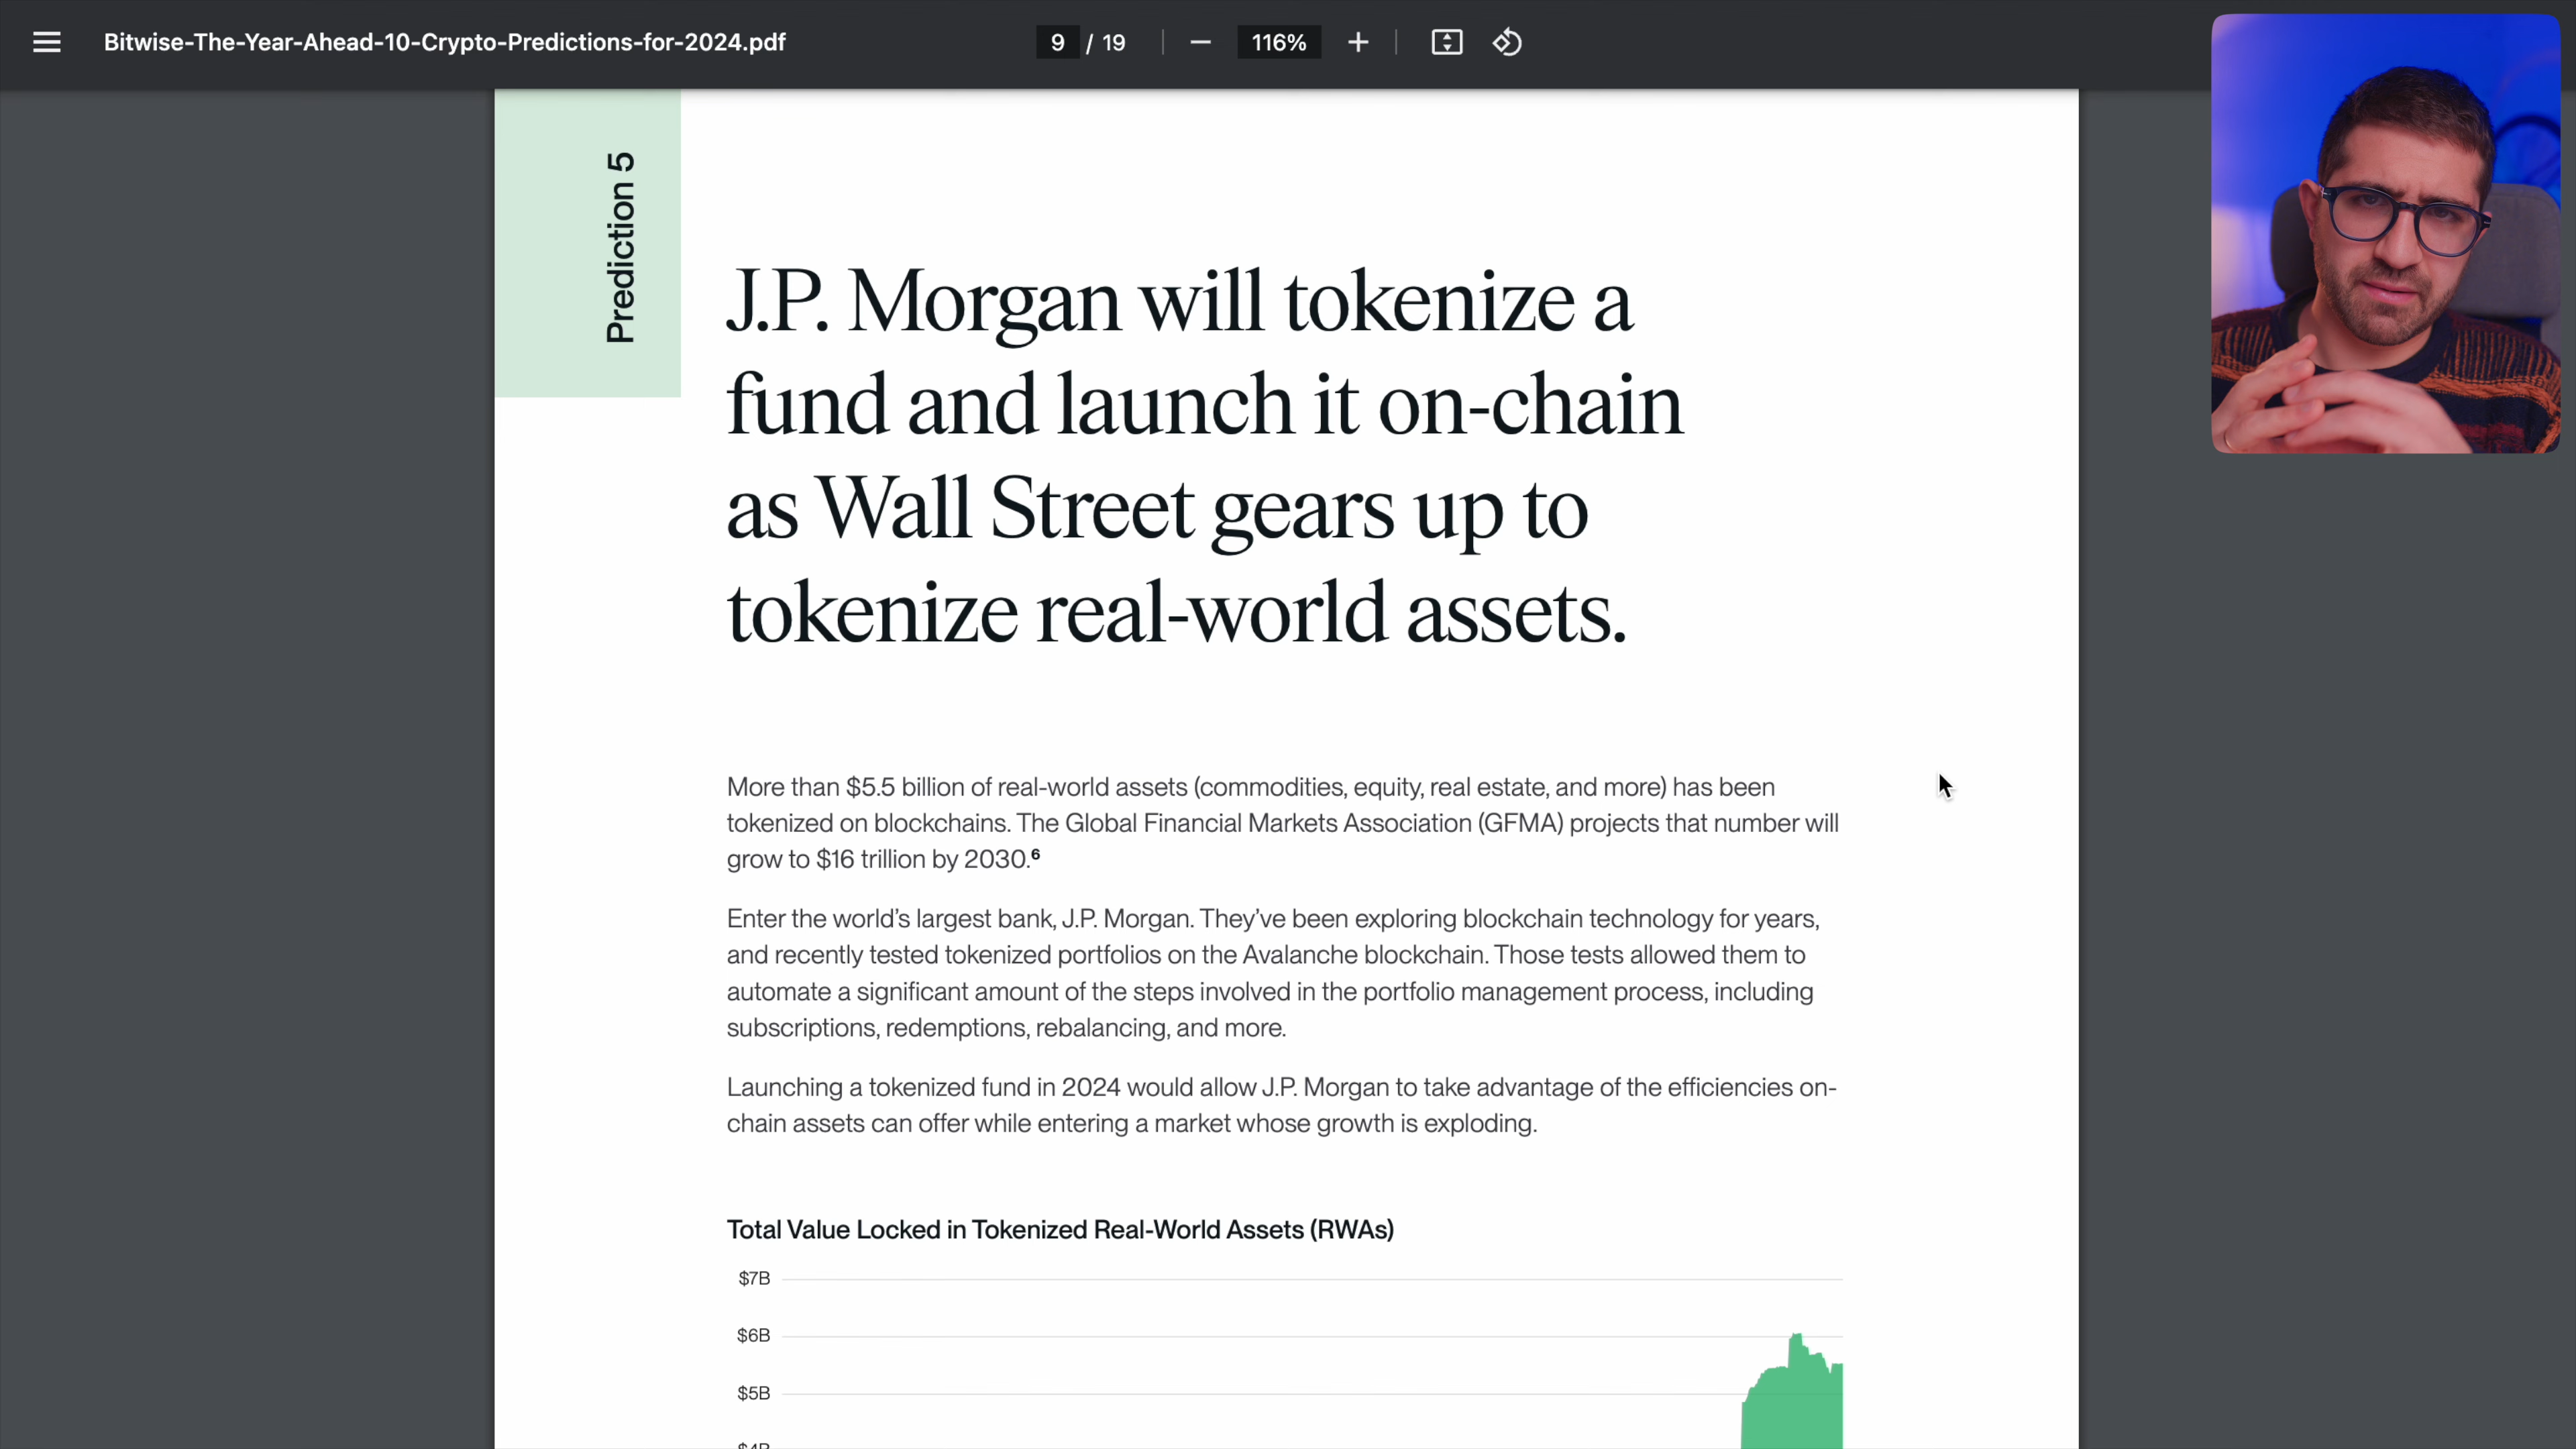 Bitwise-The-Year-Ahead-10-Crypto-Predictions-for-2024.pdf
9 / 19
116%
Prediction 5
J.P. Morgan will tokenize a
fund and launch it on-chain
as Wall Street gears up to
tokenize real-world assets.
More than $5.5 billion of real-world assets (commodities, equity, real estate, and more) has been
tokenized on blockchains. The Global Financial Markets Association (GFMA) projects that number will
grow to $16 trillion by 2030.⁶
Enter the world’s largest bank, J.P. Morgan. They’ve been exploring blockchain technology for years,
and recently tested tokenized portfolios on the Avalanche blockchain. Those tests allowed them to
automate a significant amount of the steps involved in the portfolio management process, including
subscriptions, redemptions, rebalancing, and more.
Launching a tokenized fund in 2024 would allow J.P. Morgan to take advantage of the efficiencies on-
chain assets can offer while entering a market whose growth is exploding.
Total Value Locked in Tokenized Real-World Assets (RWAs)
$7B
$6B
$5B